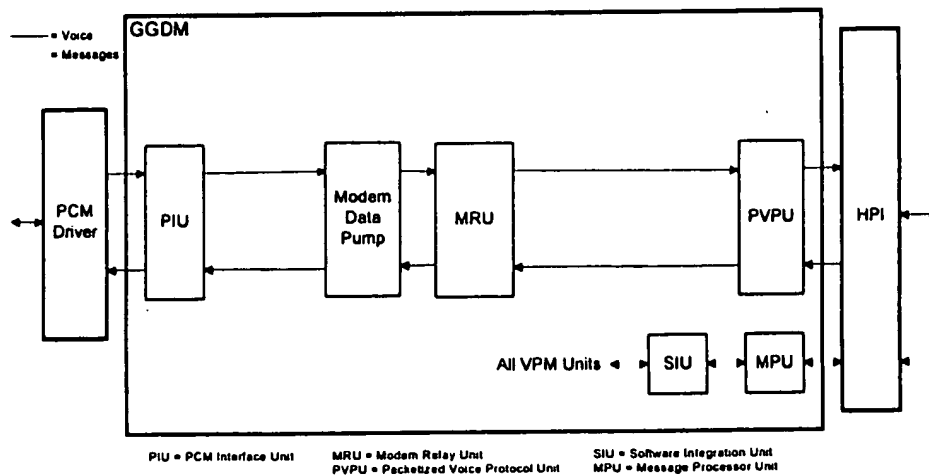 GGDM
= Voice
= Messages
PCM
Driver
PIU
Modem
Data
Pump
MRU
PVPU
HPI
All VPM Units
SIU
MPU
PIU = PCM Interface Unit
MRU = Modem Relay Unit
PVPU = Packetized Voice Protocol Unit
SIU = Software Integration Unit
MPU = Message Processor Unit